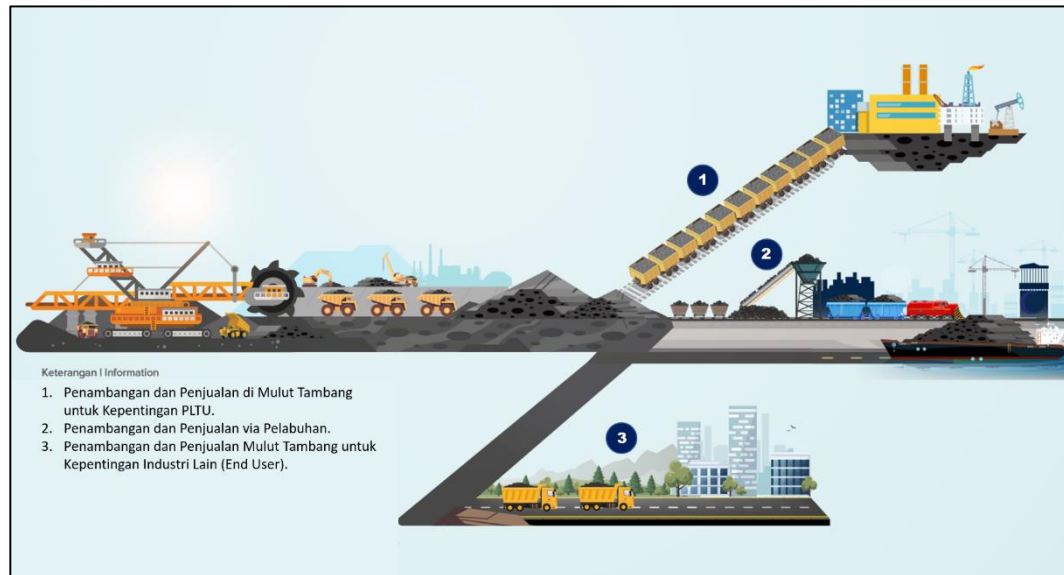 1
2
Keterangan | Information
1. Penambangan dan Penjualan di Mulut Tambang
untuk Kepentingan PLTU.
2. Penambangan dan Penjualan via Pelabuhan.
3. Penambangan dan Penjualan Mulut Tambang untuk
Kepentingan Industri Lain (End User).
3